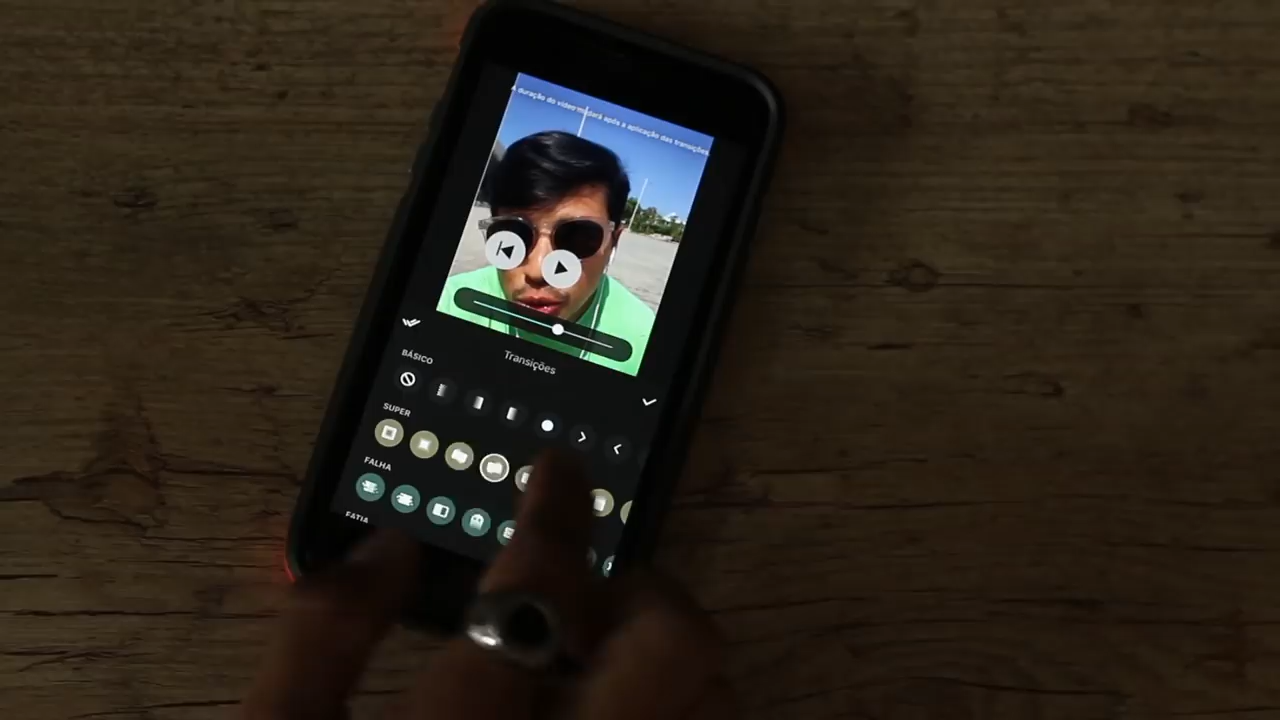 A duração do vídeo mudará após a aplicação das transições.
Transições
BÁSICO
SUPER
FALHA
FATIA